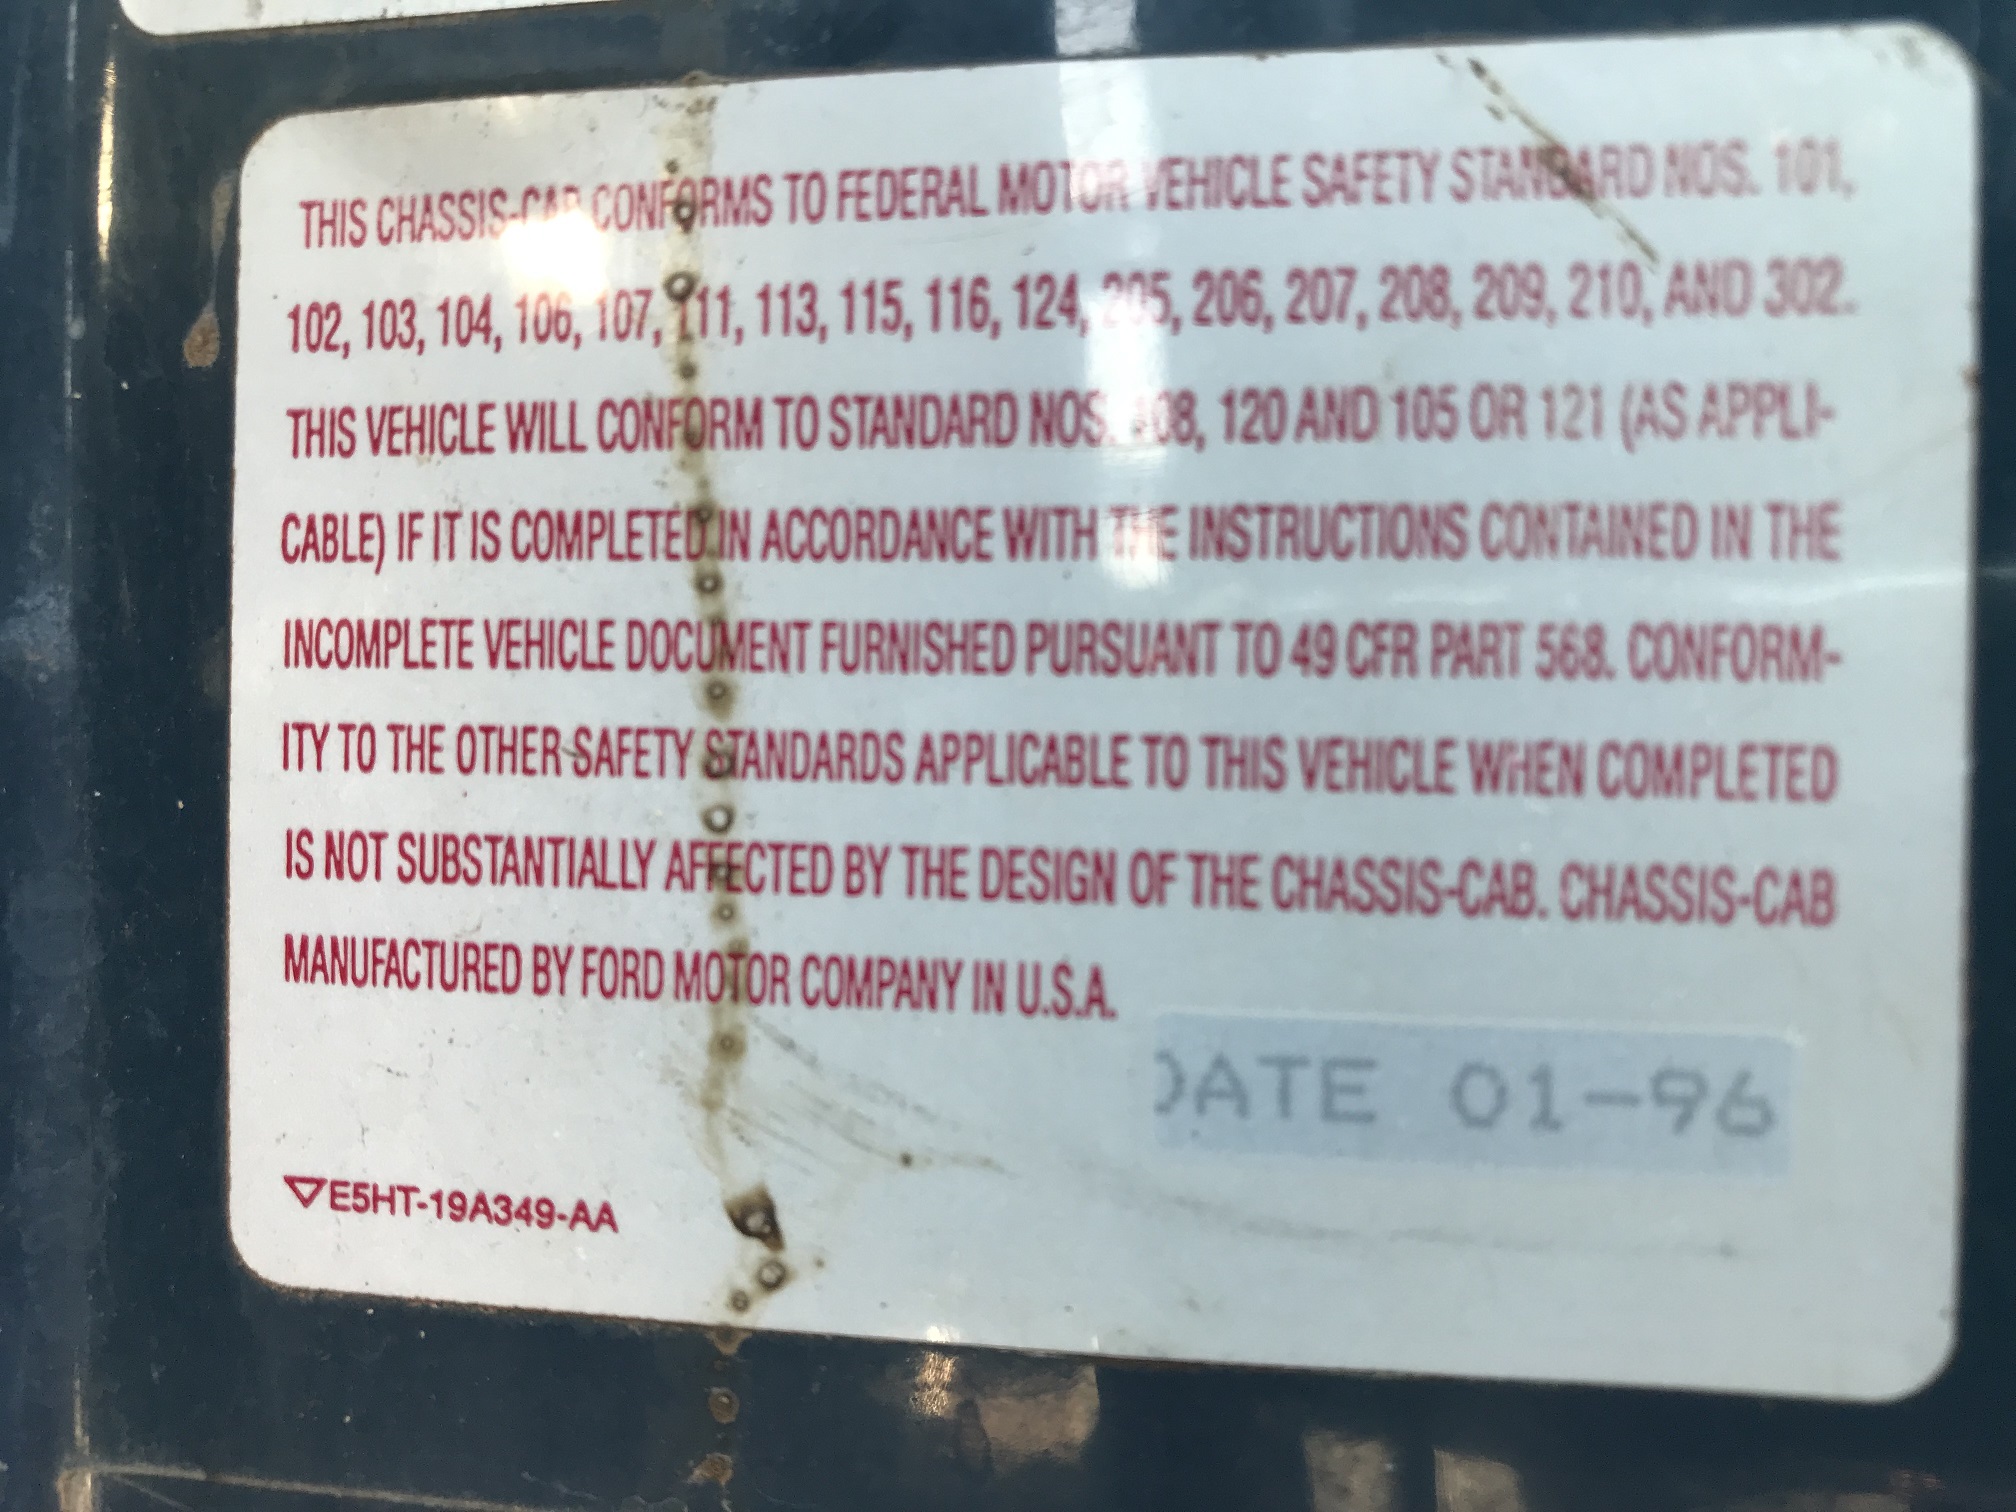 THIS CHASSIS-CAB CONFORMS TO FEDERAL MOTOR VEHICLE SAFETY STANDARD NOS. 101,
102, 103, 104, 106, 107, 111, 113, 115, 116, 124, 205, 206, 207, 208, 209, 210, AND 302.
THIS VEHICLE WILL CONFORM TO STANDARD NOS. 108, 120 AND 105 OR 121 (AS APPLI-
CABLE) IF IT IS COMPLETED IN ACCORDANCE WITH THE INSTRUCTIONS CONTAINED IN THE
INCOMPLETE VEHICLE DOCUMENT FURNISHED PURSUANT TO 49 CFR PART 568. CONFORM-
ITY TO THE OTHER SAFETY STANDARDS APPLICABLE TO THIS VEHICLE WHEN COMPLETED
IS NOT SUBSTANTIALLY AFFECTED BY THE DESIGN OF THE CHASSIS-CAB. CHASSIS-CAB
MANUFACTURED BY FORD MOTOR COMPANY IN U.S.A.
DATE 01-96
▽E5HT-19A349-AA